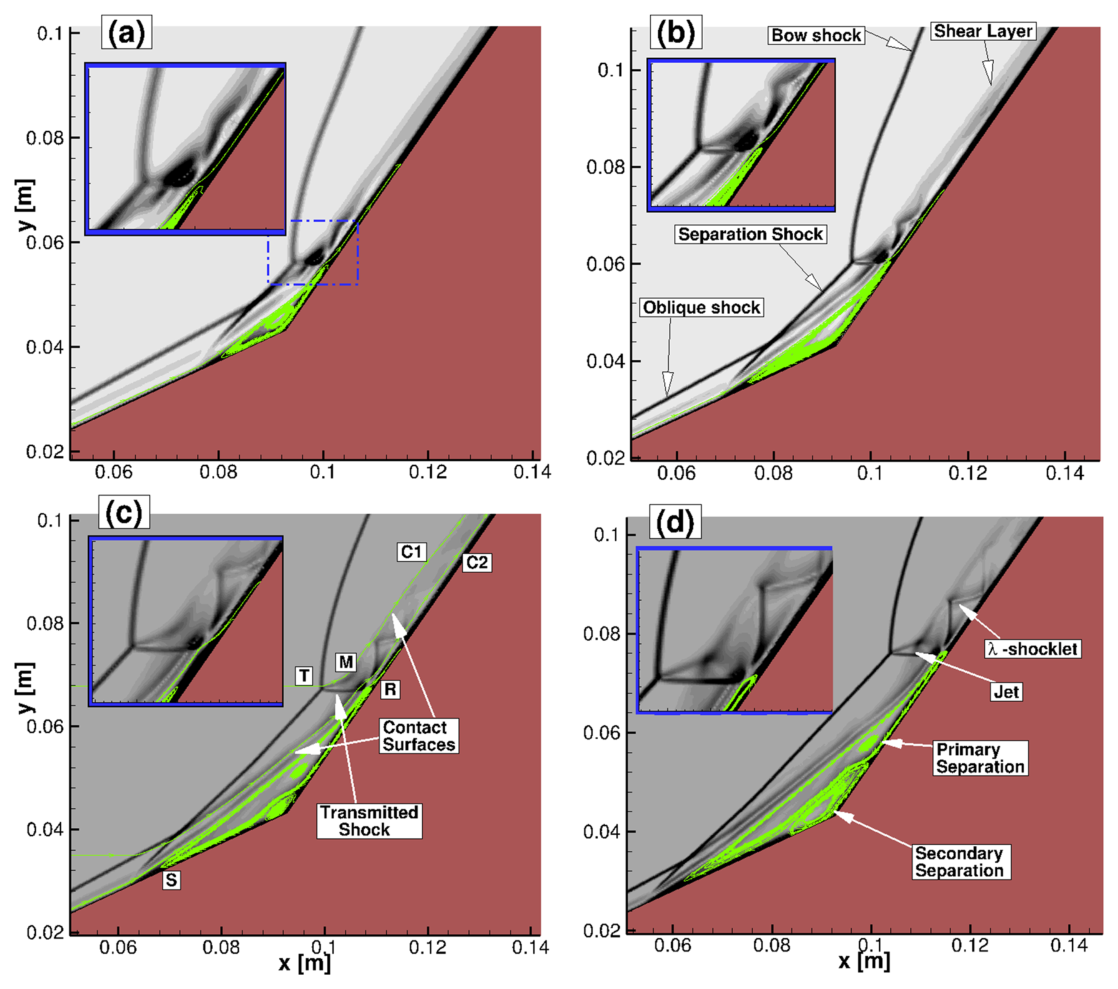 (a)
0.1
0.08
0.06
0.04
0.02
y [m]
0.06
0.08
0.1
0.12
0.14
(b)
Bow shock
Shear Layer
Separation Shock
Oblique shock
0.1
0.08
0.06
0.04
0.02
0.06
0.08
0.1
0.12
0.14
(c)
C1
C2
T
M
R
Contact
Surfaces
Transmitted
Shock
S
0.1
0.08
0.06
0.04
0.02
y [m]
0.06
0.08
0.1
0.12
0.14
x [m]
(d)
λ -shocklet
Jet
Primary
Separation
Secondary
Separation
0.1
0.08
0.06
0.04
0.02
0.06
0.08
0.1
0.12
0.14
x [m]